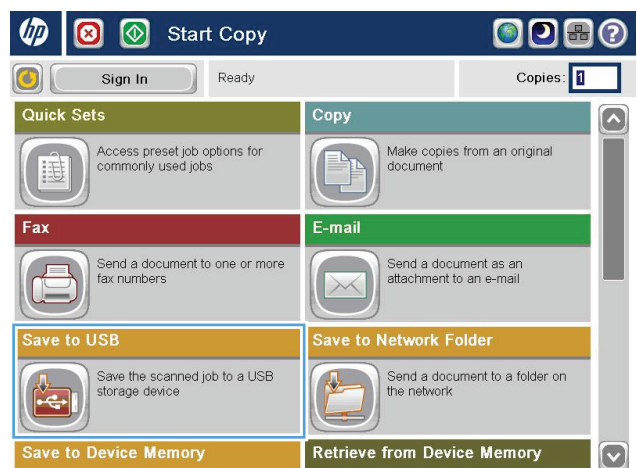 hp
Start Copy
?
Sign In
Ready
Copies: 1
Quick Sets
Access preset job options for
commonly used jobs
Copy
Make copies from an original
document
Fax
Send a document to one or more
fax numbers
E-mail
Send a document as an
attachment to an e-mail
Save to USB
Save the scanned job to a USB
storage device
Save to Network Folder
Send a document to a folder on
the network
Save to Device Memory
Retrieve from Device Memory